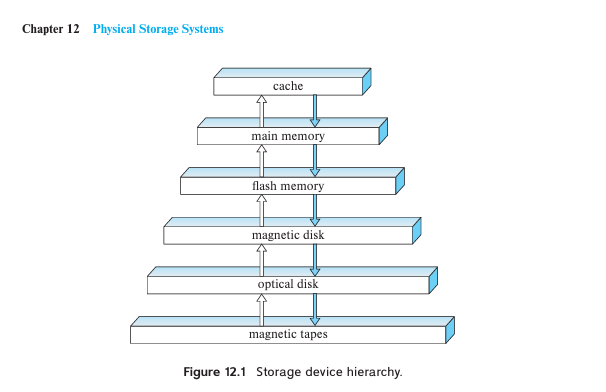 Chapter 12 Physical Storage Systems
cache
main memory
flash memory
magnetic disk
optical disk
magnetic tapes
Figure 12.1 Storage device hierarchy.